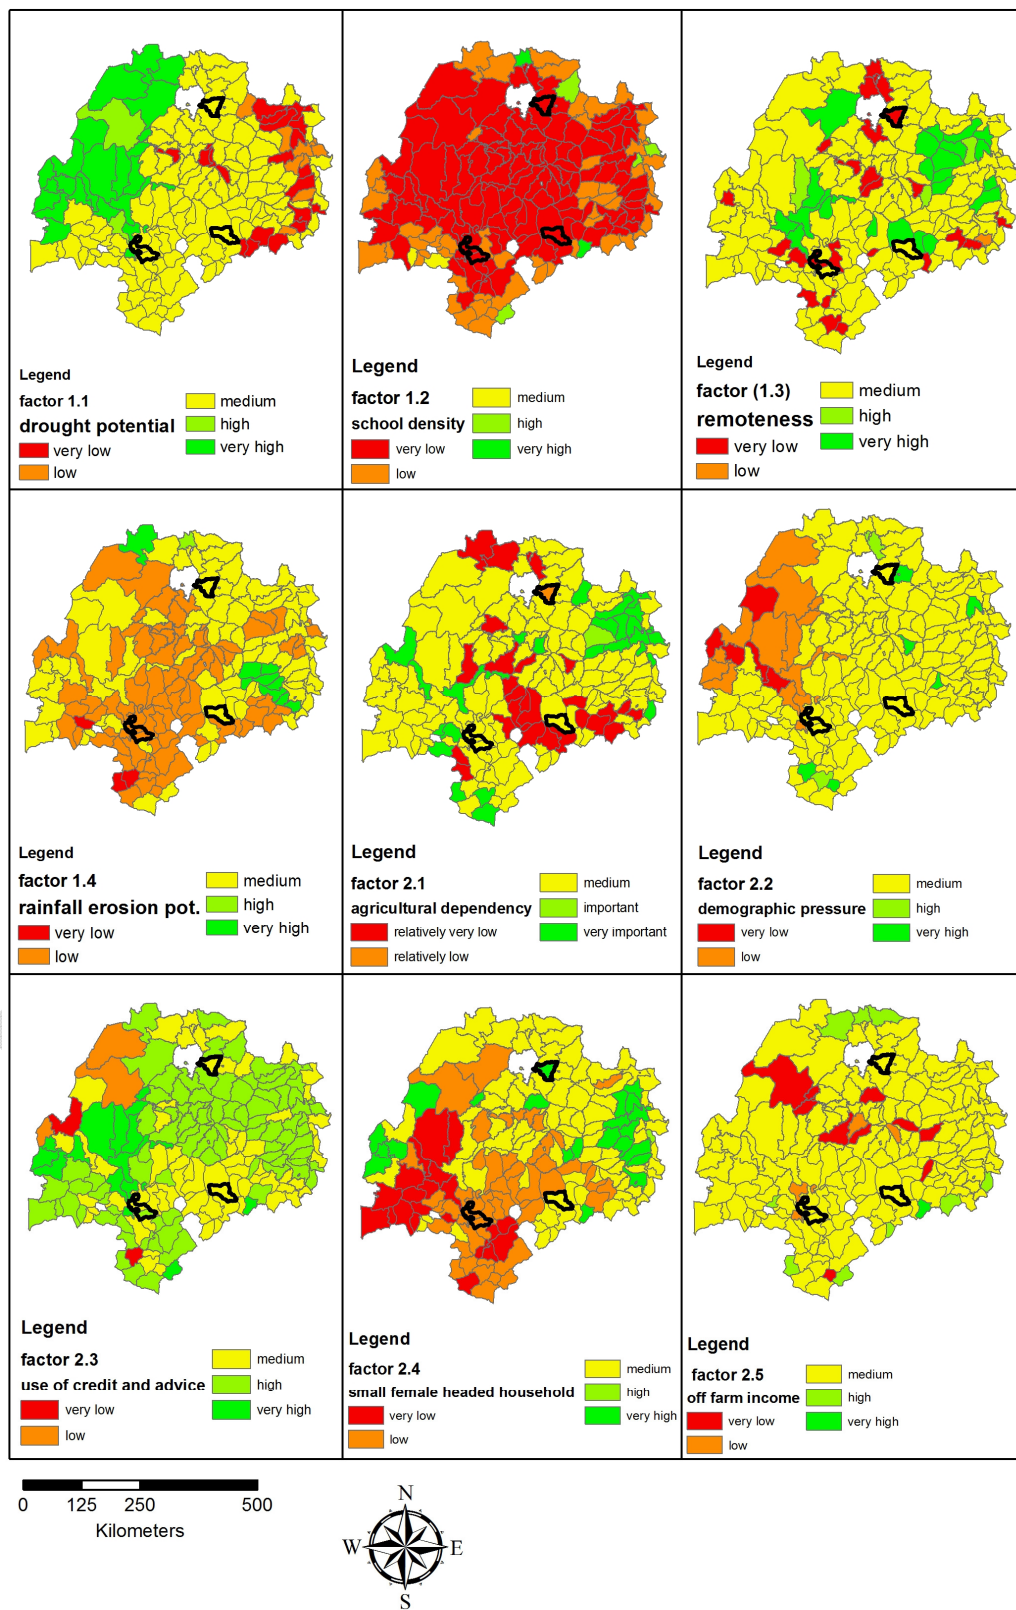 Legend
factor 1.1
drought potential
very low
low
medium
high
very high
Legend
factor 1.2
school density
very low
low
medium
high
very high
Legend
factor (1.3)
remoteness
very low
low
medium
high
very high
Legend
factor 1.4
rainfall erosion pot.
very low
low
medium
high
very high
Legend
factor 2.1
agricultural dependency
relatively very low
relatively low
medium
important
very important
Legend
factor 2.2
demographic pressure
very low
low
medium
high
very high
Legend
factor 2.3
use of credit and advice
very low
low
medium
high
very high
Legend
factor 2.4
small female headed household
very low
low
medium
high
very high
Legend
factor 2.5
off farm income
very low
low
medium
high
very high
0 125 250 500
Kilometers
N
W E
S